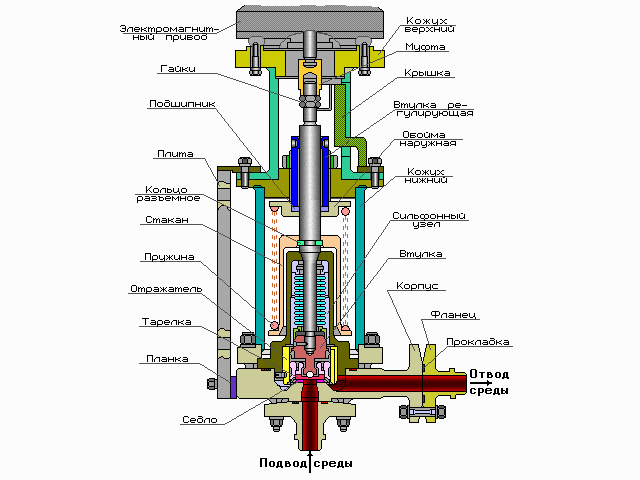 Электромагнит-
ный привод
Гайки
Подшипник
Плита
Кольцо
разъемное
Стакан
Пружина
Отражатель
Тарелка
Планка
Седло
Кожух
верхний
Муфта
Крышка
Втулка ре-
гулирующая
Обойма
наружная
Кожух
нижний
Сильфонный
узел
Втулка
Корпус
Фланец
Прокладка
Отвод
среды
Подвод среды